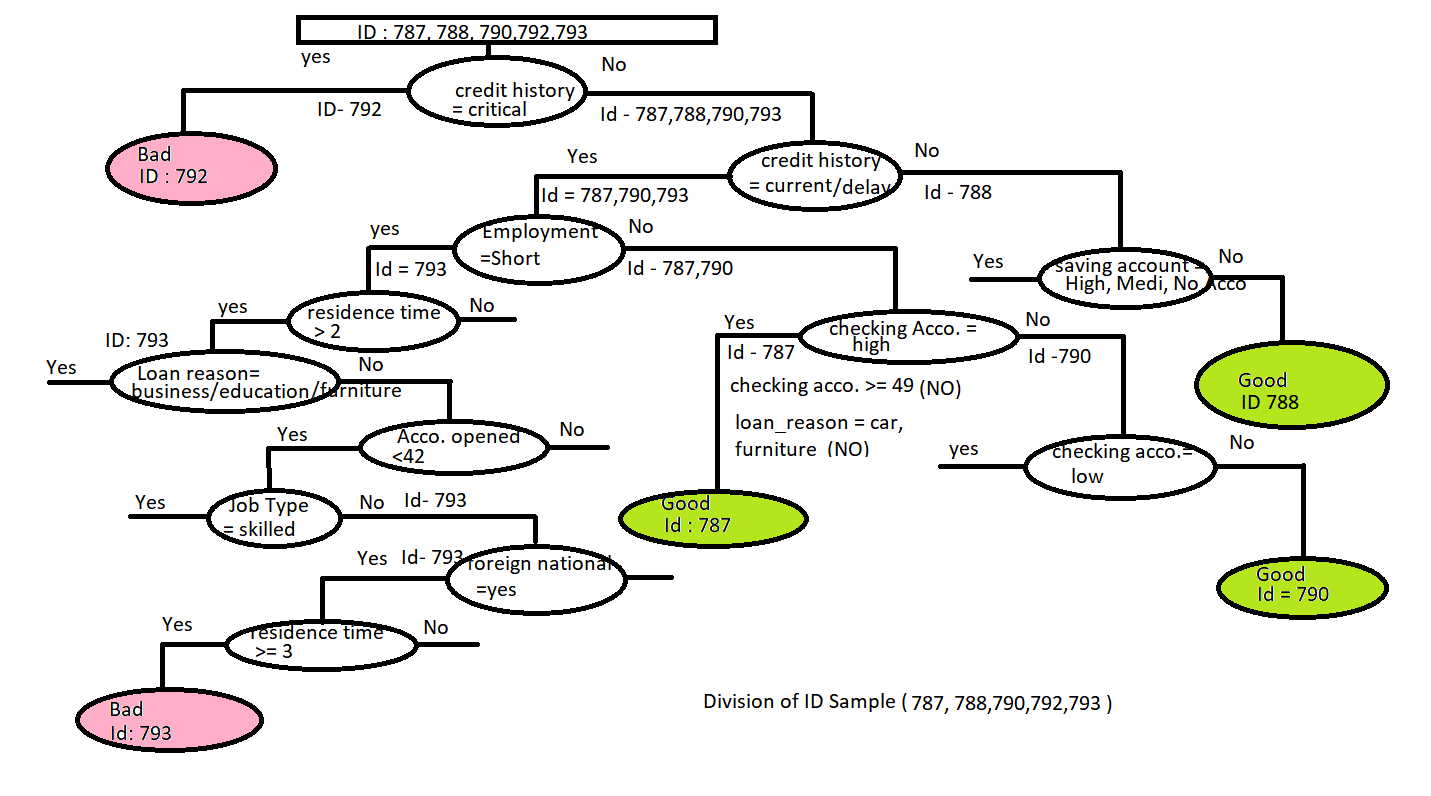 ID : 787, 788, 790,792,793
yes
No
credit history
= critical
ID- 792
Id - 787,788,790,793
Bad
ID : 792
Yes
credit history
= current/delay
No
Id = 787,790,793
Id - 788
yes
Employment
=Short
No
Id = 793
Id - 787,790
Yes
saving account =
High, Medi, No Acco
No
yes
residence time
> 2
No
ID: 793
Yes
Loan reason=
business/education/furniture
No
Yes
checking Acco. =
high
No
Id - 787
Id -790
checking acco. >= 49 (NO)
loan_reason = car,
furniture (NO)
Good
ID 788
Yes
Acco. opened
<42
No
yes
checking acco.=
low
No
Yes
Job Type
= skilled
No
Id- 793
Good
Id : 787
Yes
Id- 793
foreign national
=yes
Good
Id = 790
Yes
residence time
>= 3
No
Bad
Id: 793
Division of ID Sample ( 787, 788,790,792,793 )